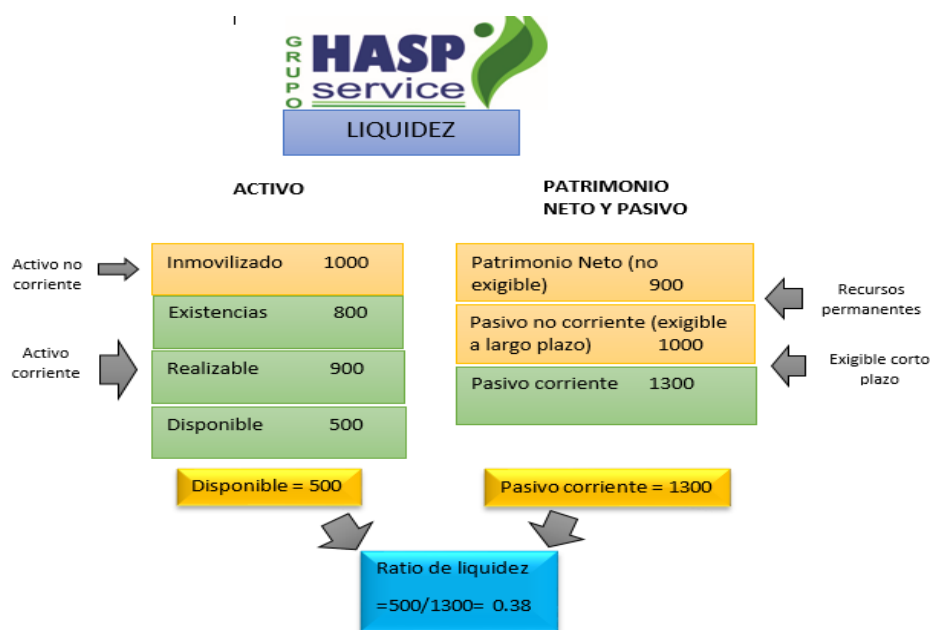 GRUPO
HASP
service
LIQUIDEZ
ACTIVO
PATRIMONIO
NETO Y PASIVO
Activo no
corriente
Inmovilizado 1000
Existencias 800
Activo
corriente
Realizable 900
Disponible 500
Patrimonio Neto (no
exigible) 900
Pasivo no corriente (exigible
a largo plazo) 1000
Pasivo corriente 1300
Recursos
permanentes
Exigible corto
plazo
Disponible = 500
Pasivo corriente = 1300
Ratio de liquidez
=500/1300= 0.38